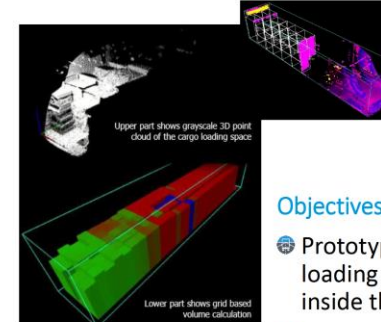 Upper part shows grayscale 3D point
cloud of the cargo loading space
Lower part shows grid based
volume calculation
Objectives
Prototyp
loading
inside th